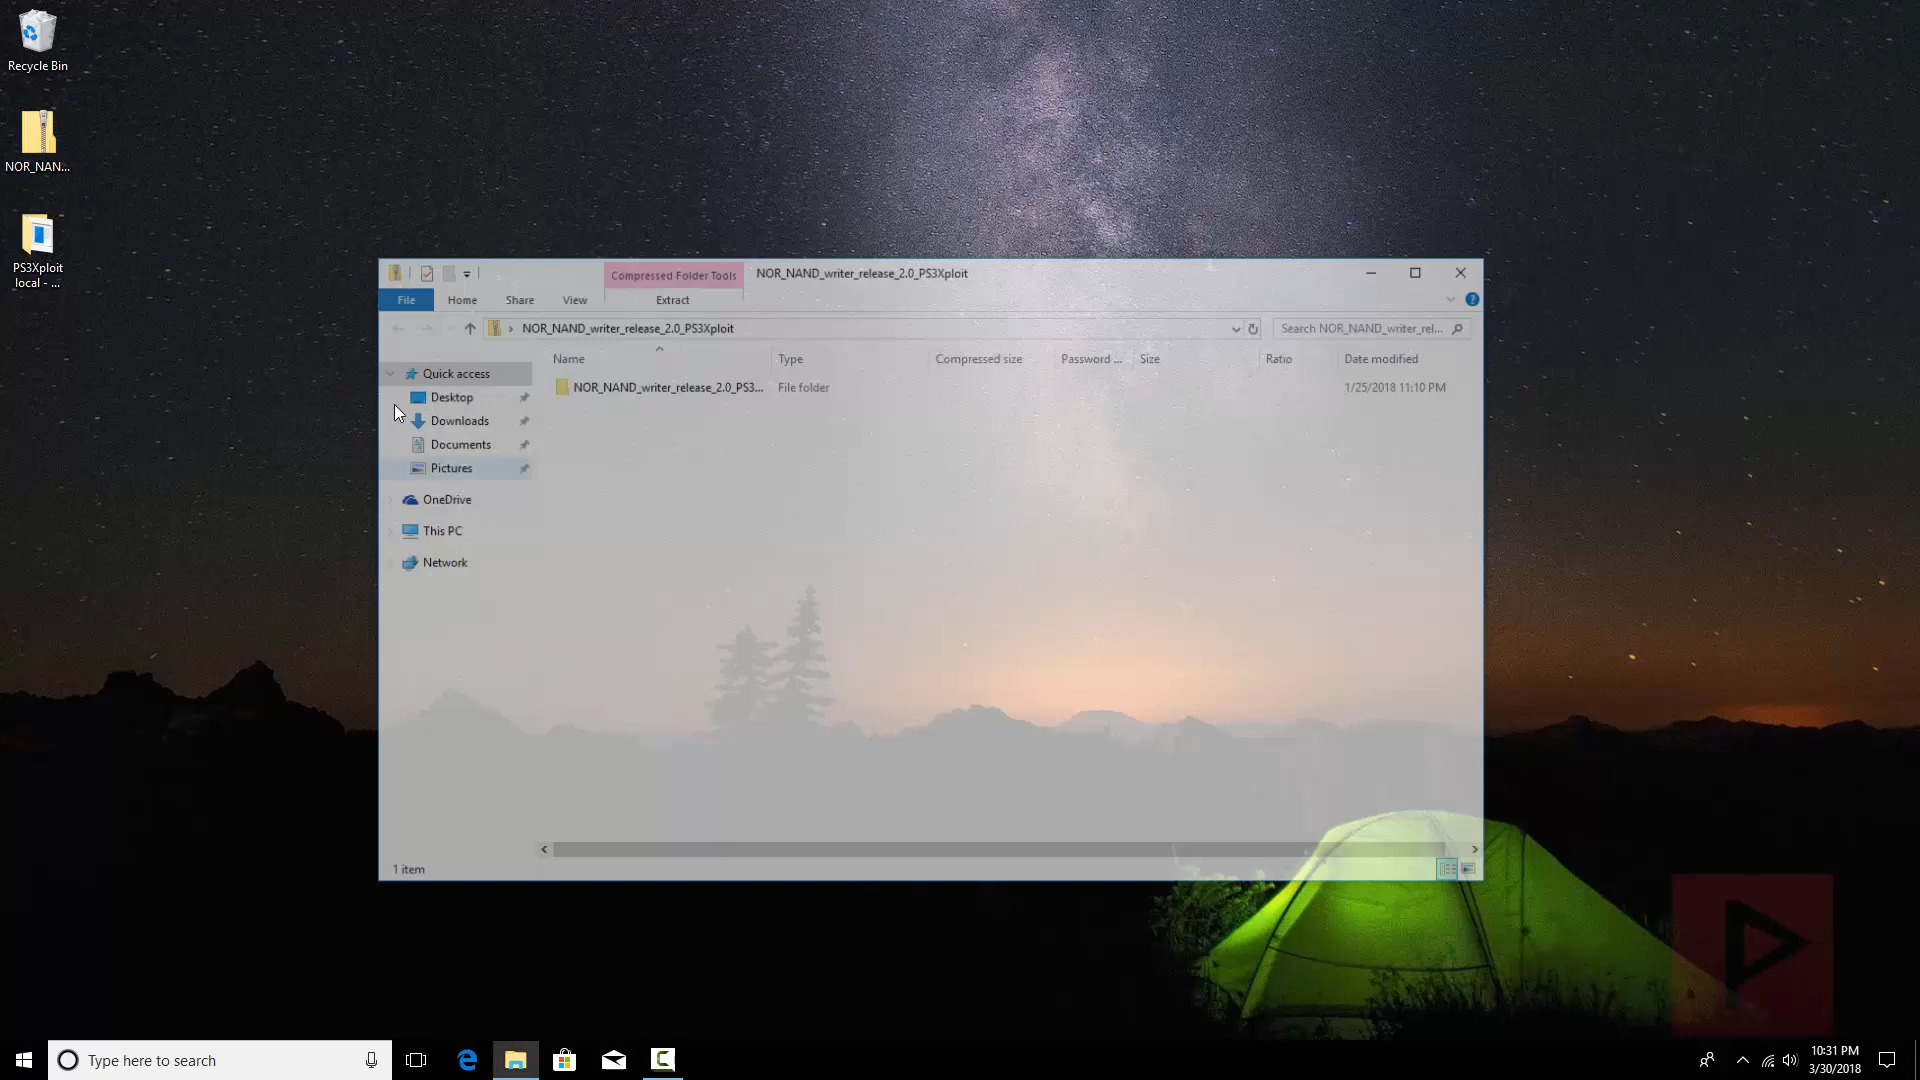 Recycle Bin
NOR_NAN...
PS3Xploit
local - ...
Compressed Folder Tools
NOR_NAND_writer_release_2.0_PS3Xploit
File
Home
Share
View
Extract
NOR_NAND_writer_release_2.0_PS3Xploit
Search NOR_NAND_writer_rel...
Name
Type
Compressed size
Password ...
Size
Ratio
Date modified
NOR_NAND_writer_release_2.0_PS3...
File folder
1/25/2018 11:10 PM
Quick access
Desktop
Downloads
Documents
Pictures
OneDrive
This PC
Network
1 item
Type here to search
10:31 PM
3/30/2018